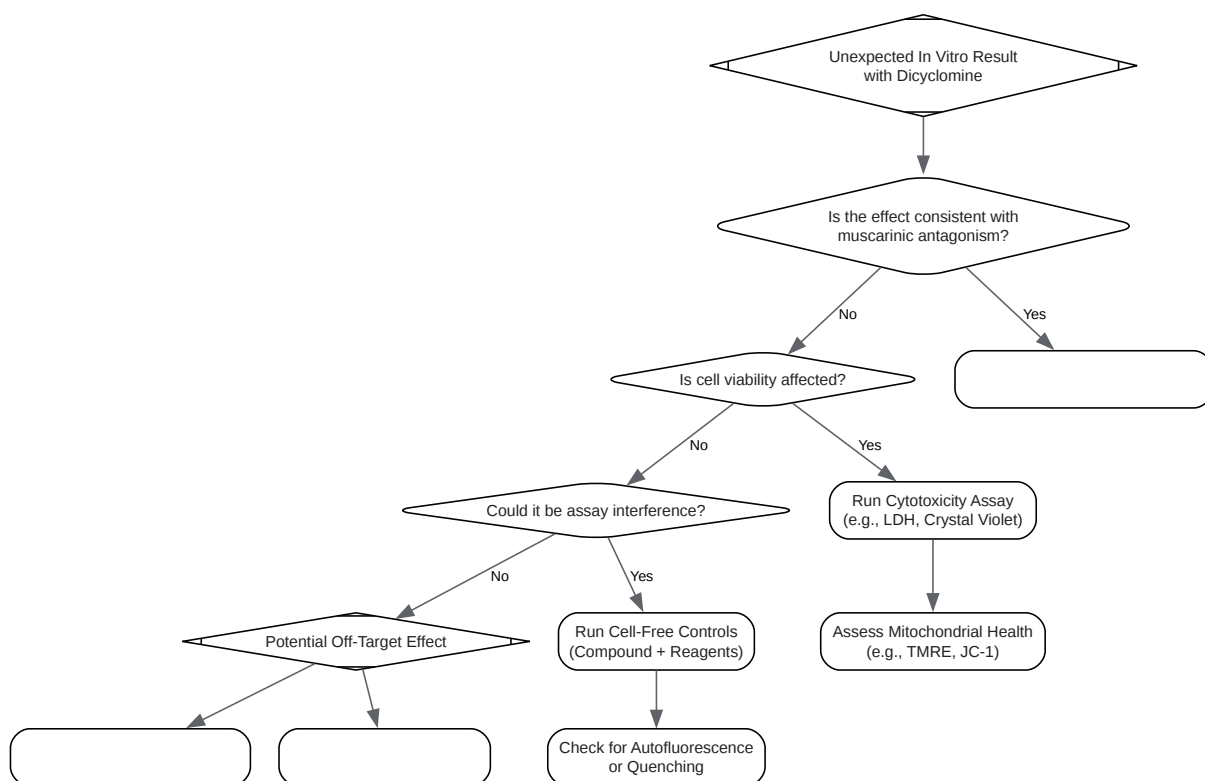 Unexpected In Vitro Result
with Dicyclomine
Is the effect consistent with
muscarinic antagonism?
No
Yes
Is cell viability affected?
No
Yes
Could it be assay interference?
Run Cytotoxicity Assay
(e.g., LDH, Crystal Violet)
No
Yes
Potential Off-Target Effect
Run Cell-Free Controls
(Compound + Reagents)
Assess Mitochondrial Health
(e.g., TMRE, JC-1)
Check for Autofluorescence
or Quenching